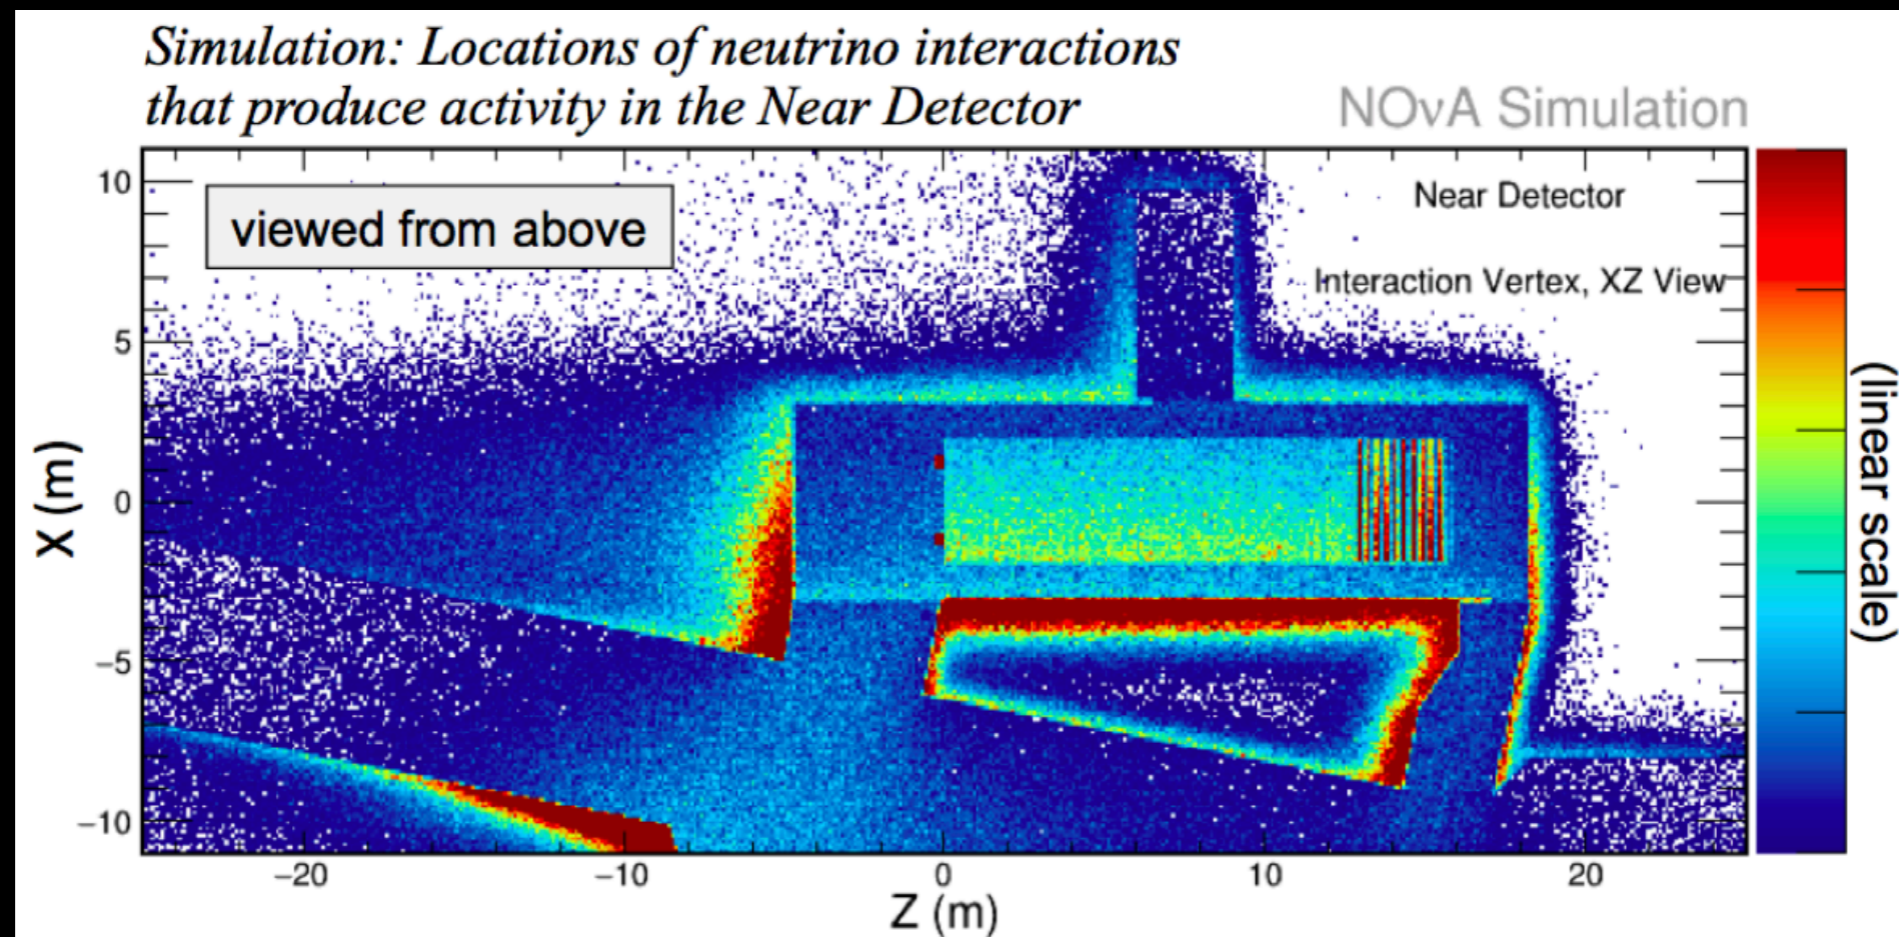 Simulation: Locations of neutrino interactions
that produce activity in the Near Detector
NOνA Simulation
viewed from above
Near Detector
Interaction Vertex, XZ View
10
5
0
−5
−10
X (m)
−20
−10
0
10
20
Z (m)
(linear scale)